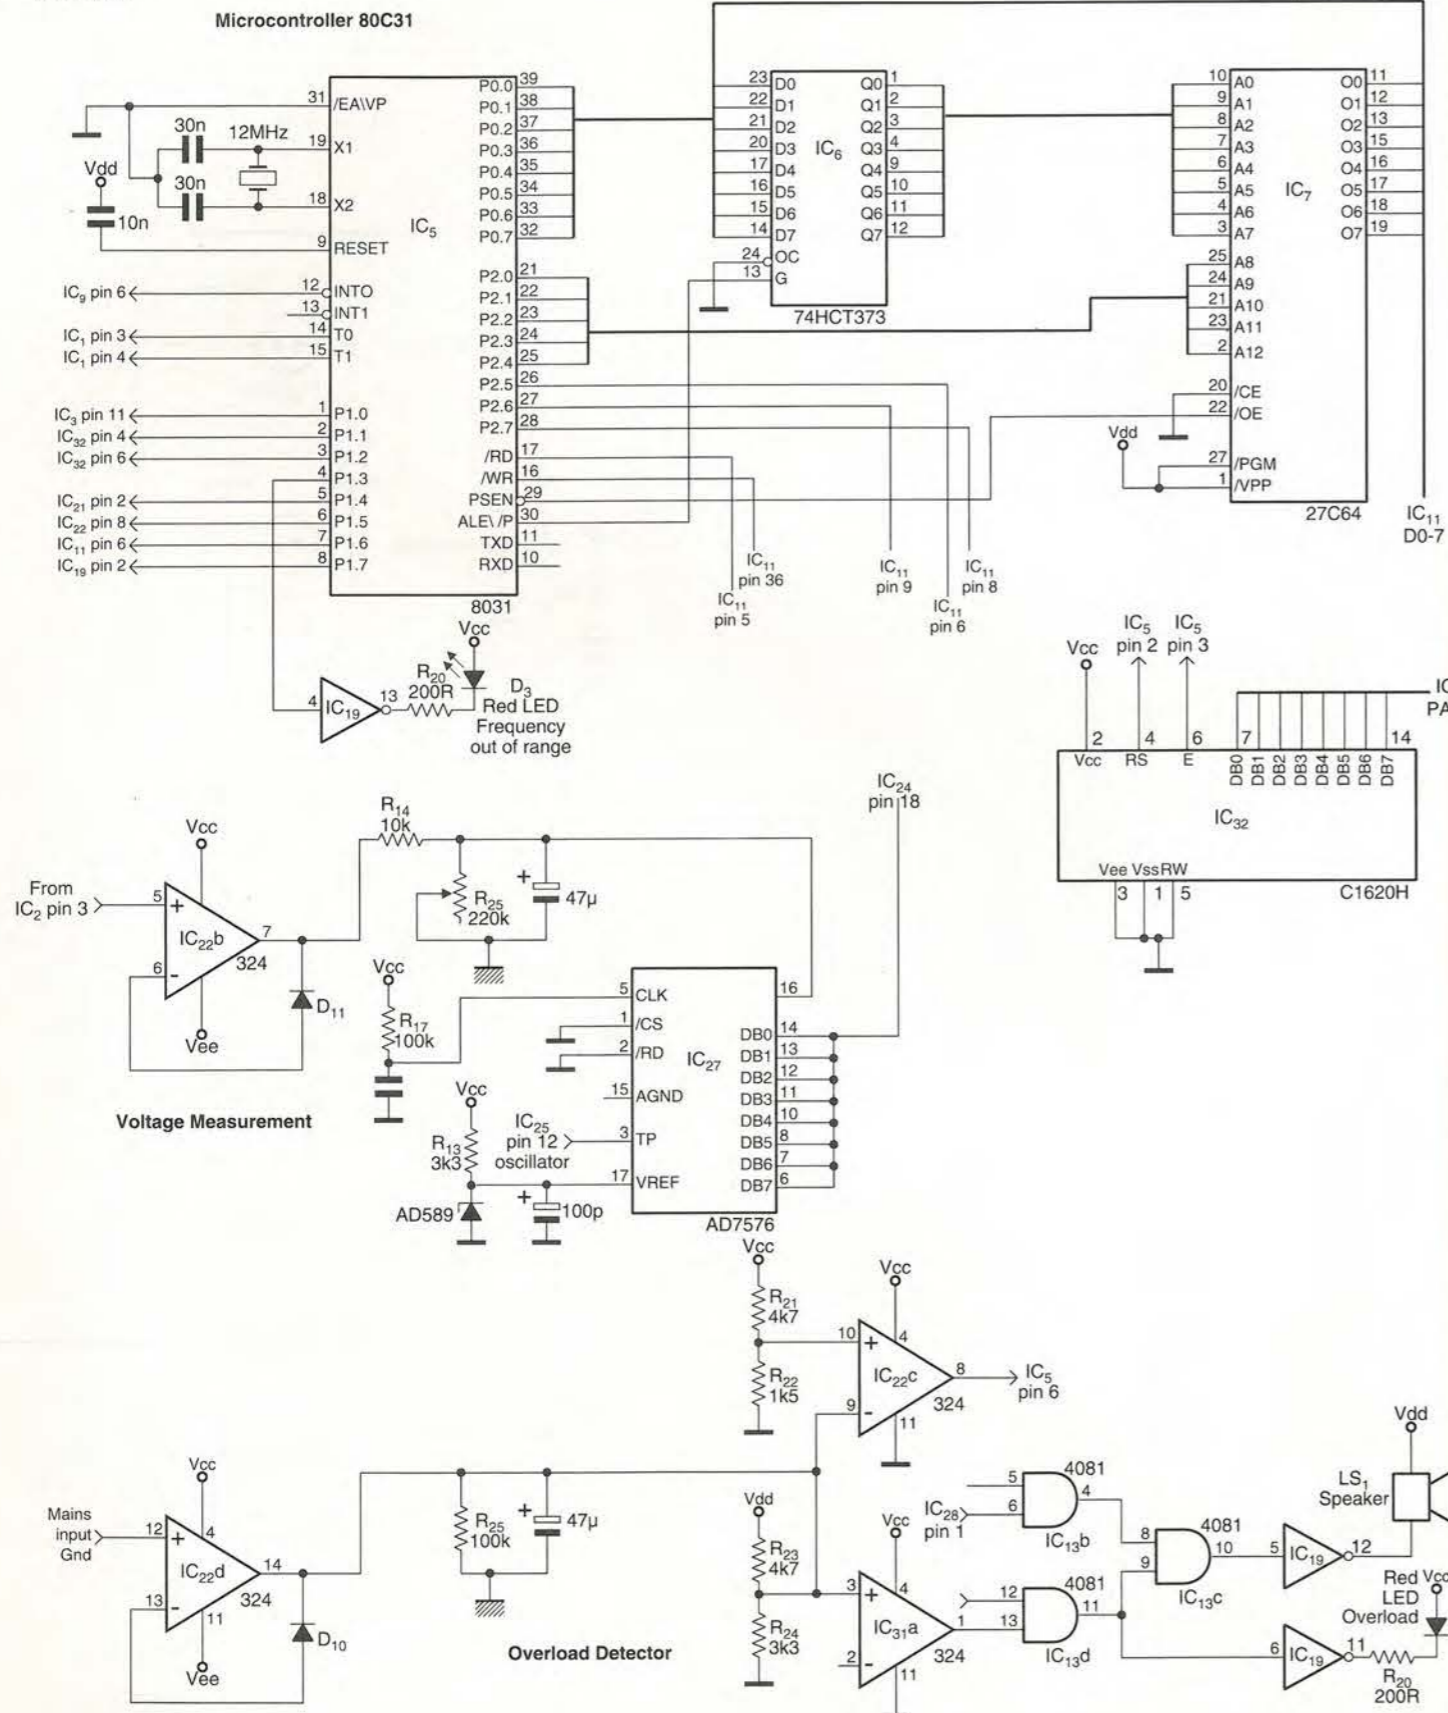 Microcontroller 80C31
31 /EA\VP
30n
12MHz
19 X1
Vdd
30n
18 X2
10n
9 RESET
IC5
IC9 pin 6
12 INTO
13 INT1
IC1 pin 3
14 T0
IC1 pin 4
15 T1
IC3 pin 11
1 P1.0
IC32 pin 4
2 P1.1
IC32 pin 6
3 P1.2
4 P1.3
IC21 pin 2
5 P1.4
IC22 pin 8
6 P1.5
IC11 pin 6
7 P1.6
IC19 pin 2
8 P1.7
P0.0 39
P0.1 38
P0.2 37
P0.3 36
P0.4 35
P0.5 34
P0.6 33
P0.7 32
P2.0 21
P2.1 22
P2.2 23
P2.3 24
P2.4 25
P2.5 26
P2.6 27
P2.7 28
/RD 17
/WR 16
PSEN 29
ALE\ /P 30
TXD 11
RXD 10
8031
23 D0 Q0 1
22 D1 Q1 2
21 D2 Q2 3
20 D3 Q3 4
17 D4 Q4 9
16 D5 Q5 10
15 D6 Q6 11
14 D7 Q7 12
24 OC
13 G
IC6
74HCT373
10 A0 O0 11
9 A1 O1 12
8 A2 O2 13
7 A3 O3 15
6 A4 O4 16
5 A5 O5 17
4 A6 O6 18
3 A7 O7 19
25 A8
24 A9
21 A10
23 A11
2 A12
20 /CE
22 /OE
Vdd
27 /PGM
1 /VPP
IC7
27C64
IC11
D0-7
IC11
pin 36
IC11
pin 5
IC11
pin 9
IC11
pin 6
IC11
pin 8
Vcc
R20
200R
4 IC19 13
D3
Red LED
Frequency
out of range
Vcc
IC5
pin 2
IC5
pin 3
IC
PA
2 4 6 7 14
Vcc RS E DB0 DB1 DB2 DB3 DB4 DB5 DB6 DB7
IC32
Vee Vss RW
3 1 5
C1620H
IC24
pin 18
R14
10k
Vcc
From
IC2 pin 3
5 +
IC22b
7
324
6 -
Vee
D11
R25
220k
+
47µ
Vcc
R17
100k
5 CLK 16
1 /CS
2 /RD
IC27
15 AGND
3 TP
17 VREF
DB0 14
DB1 13
DB2 12
DB3 11
DB4 10
DB5 8
DB6 7
DB7 6
AD7576
Voltage Measurement
Vcc
R13
3k3
IC25
pin 12
oscillator
AD589
+
100p
Vcc
R21
4k7
R22
1k5
Vcc
10 + 4
IC22c
8
324
9 -
11
IC5
pin 6
Mains
input
Gnd
Vcc
12 + 4
IC22d
14
324
13 -
11
Vee
D10
R25
100k
+
47µ
Overload Detector
Vdd
R23
4k7
R24
3k3
Vcc
3 + 4
IC31a
1
324
2 -
11
IC28
pin 1
5
6
4081
4
IC13b
12
13
4081
11
IC13d
8
9
4081
10
IC13c
5 IC19 12
Vdd
LS1
Speaker
6 IC19 11
Red
LED
Overload
Vcc
R20
200R